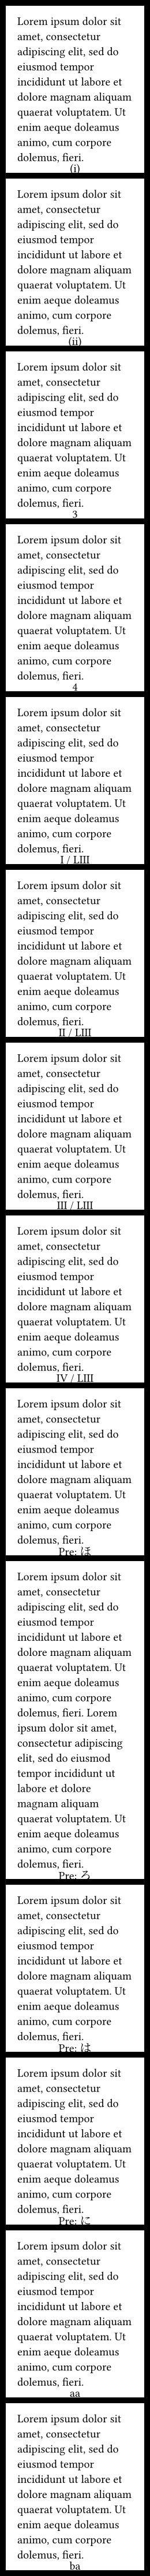 Lorem ipsum dolor sit
amet, consectetur
adipiscing elit, sed do
eiusmod tempor
incididunt ut labore et
dolore magnam aliquam
quaerat voluptatem. Ut
enim aeque doleamus
animo, cum corpore
dolemus, fieri.
(i)
Lorem ipsum dolor sit
amet, consectetur
adipiscing elit, sed do
eiusmod tempor
incididunt ut labore et
dolore magnam aliquam
quaerat voluptatem. Ut
enim aeque doleamus
animo, cum corpore
dolemus, fieri.
(ii)
Lorem ipsum dolor sit
amet, consectetur
adipiscing elit, sed do
eiusmod tempor
incididunt ut labore et
dolore magnam aliquam
quaerat voluptatem. Ut
enim aeque doleamus
animo, cum corpore
dolemus, fieri.
3
Lorem ipsum dolor sit
amet, consectetur
adipiscing elit, sed do
eiusmod tempor
incididunt ut labore et
dolore magnam aliquam
quaerat voluptatem. Ut
enim aeque doleamus
animo, cum corpore
dolemus, fieri.
4
Lorem ipsum dolor sit
amet, consectetur
adipiscing elit, sed do
eiusmod tempor
incididunt ut labore et
dolore magnam aliquam
quaerat voluptatem. Ut
enim aeque doleamus
animo, cum corpore
dolemus, fieri.
I / LIII
Lorem ipsum dolor sit
amet, consectetur
adipiscing elit, sed do
eiusmod tempor
incididunt ut labore et
dolore magnam aliquam
quaerat voluptatem. Ut
enim aeque doleamus
animo, cum corpore
dolemus, fieri.
II / LIII
Lorem ipsum dolor sit
amet, consectetur
adipiscing elit, sed do
eiusmod tempor
incididunt ut labore et
dolore magnam aliquam
quaerat voluptatem. Ut
enim aeque doleamus
animo, cum corpore
dolemus, fieri.
III / LIII
Lorem ipsum dolor sit
amet, consectetur
adipiscing elit, sed do
eiusmod tempor
incididunt ut labore et
dolore magnam aliquam
quaerat voluptatem. Ut
enim aeque doleamus
animo, cum corpore
dolemus, fieri.
IV / LIII
Lorem ipsum dolor sit
amet, consectetur
adipiscing elit, sed do
eiusmod tempor
incididunt ut labore et
dolore magnam aliquam
quaerat voluptatem. Ut
enim aeque doleamus
animo, cum corpore
dolemus, fieri.
Pre: ほ
Lorem ipsum dolor sit
amet, consectetur
adipiscing elit, sed do
eiusmod tempor
incididunt ut labore et
dolore magnam aliquam
quaerat voluptatem. Ut
enim aeque doleamus
animo, cum corpore
dolemus, fieri. Lorem
ipsum dolor sit amet,
consectetur adipiscing
elit, sed do eiusmod
tempor incididunt ut
labore et dolore
magnam aliquam
quaerat voluptatem. Ut
enim aeque doleamus
animo, cum corpore
dolemus, fieri.
Pre: ろ
Lorem ipsum dolor sit
amet, consectetur
adipiscing elit, sed do
eiusmod tempor
incididunt ut labore et
dolore magnam aliquam
quaerat voluptatem. Ut
enim aeque doleamus
animo, cum corpore
dolemus, fieri.
Pre: は
Lorem ipsum dolor sit
amet, consectetur
adipiscing elit, sed do
eiusmod tempor
incididunt ut labore et
dolore magnam aliquam
quaerat voluptatem. Ut
enim aeque doleamus
animo, cum corpore
dolemus, fieri.
Pre: に
Lorem ipsum dolor sit
amet, consectetur
adipiscing elit, sed do
eiusmod tempor
incididunt ut labore et
dolore magnam aliquam
quaerat voluptatem. Ut
enim aeque doleamus
animo, cum corpore
dolemus, fieri.
aa
Lorem ipsum dolor sit
amet, consectetur
adipiscing elit, sed do
eiusmod tempor
incididunt ut labore et
dolore magnam aliquam
quaerat voluptatem. Ut
enim aeque doleamus
animo, cum corpore
dolemus, fieri.
ba